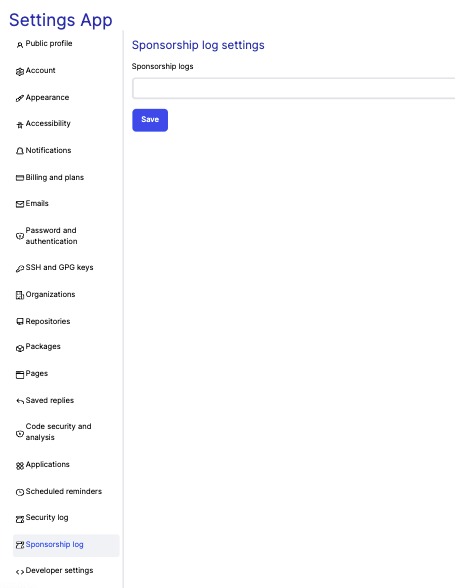 Settings App
Public profile
Account
Appearance
Accessibility
Notifications
Billing and plans
Emails
Password and
authentication
SSH and GPG keys
Organizations
Repositories
Packages
Pages
Saved replies
Code security and
analysis
Applications
Scheduled reminders
Security log
Sponsorship log
Developer settings
Sponsorship log settings
Sponsorship logs
Save